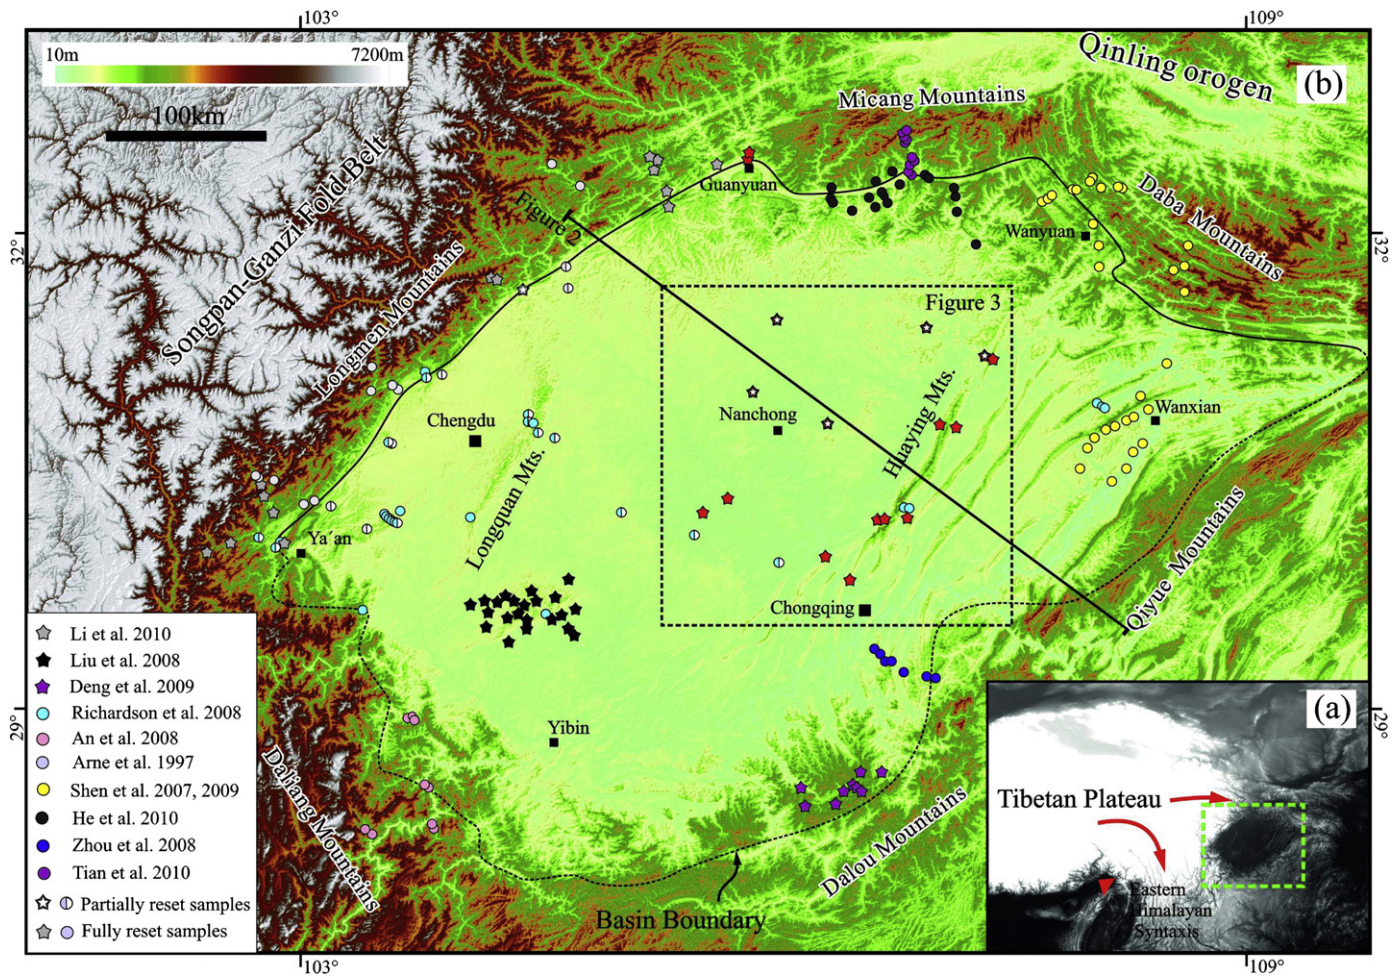 103°
109°
10m
7200m
100km
Qinling orogen
(b)
Micang Mountains
Songpan-Ganzi Fold Belt
Guanyuan
Figure 2
Daba Mountains
Wanyuan
32°
32°
Longmen Mountains
Figure 3
Nanchong
Wanxian
Chengdu
Huaying Mts.
Longquan Mts.
Ya´an
Qiyue Mountains
Chongqing
Li et al. 2010
Liu et al. 2008
Deng et al. 2009
Richardson et al. 2008
An et al. 2008
Arne et al. 1997
Shen et al. 2007, 2009
He et al. 2010
Zhou et al. 2008
Tian et al. 2010
Partially reset samples
Fully reset samples
29°
29°
Yibin
Daliang Mountains
Dalou Mountains
Basin Boundary
(a)
Tibetan Plateau
Eastern
Himalayan
Syntaxis
103°
109°